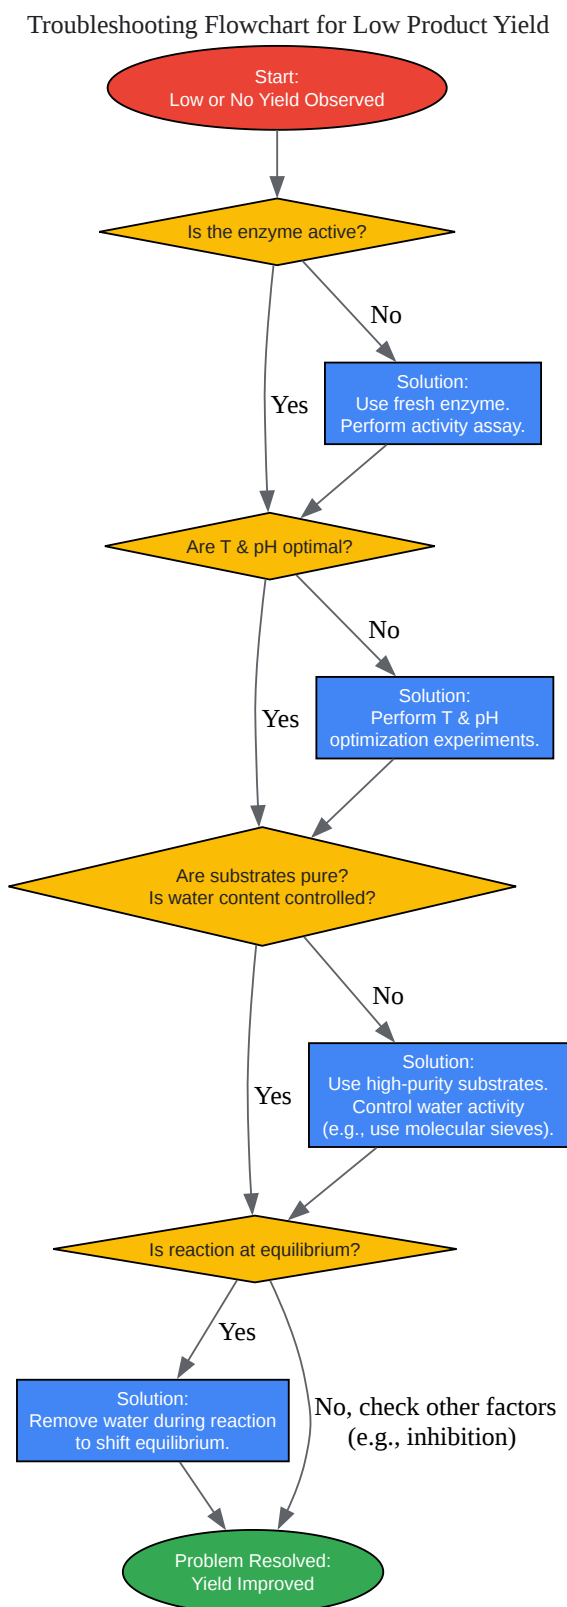 Troubleshooting Flowchart for Low Product Yield
Start:
Low or No Yield Observed
Is the enzyme active?
No
Solution:
Use fresh enzyme.
Perform activity assay.
Yes
Are T & pH optimal?
No
Solution:
Perform T & pH
optimization experiments.
Yes
Are substrates pure?
Is water content controlled?
No
Solution:
Use high-purity substrates.
Control water activity
(e.g., use molecular sieves).
Yes
Is reaction at equilibrium?
Yes
Solution:
Remove water during reaction
to shift equilibrium.
No, check other factors
(e.g., inhibition)
Problem Resolved:
Yield Improved